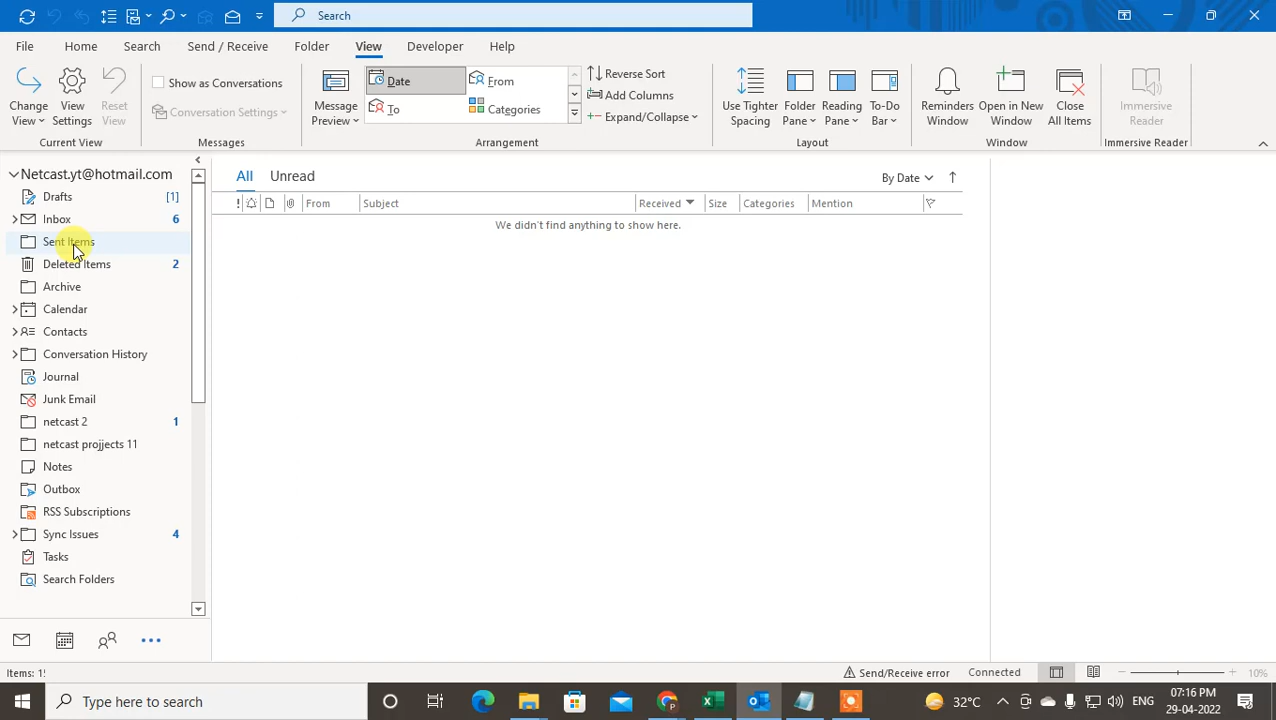 Search
File Home Search Send / Receive Folder View Developer Help
Change View View Settings Reset View
Show as Conversations
Conversation Settings
Message Preview
Date From
To Categories
Reverse Sort
Add Columns
Expand/Collapse
Use Tighter Spacing Folder Pane Reading Pane To-Do Bar
Reminders Window Open in New Window Close All Items
Immersive Reader
Current View Messages Arrangement Layout Window Immersive Reader
Netcast.yt@hotmail.com
Drafts [1]
Inbox 6
Sent Items
Deleted Items 2
Archive
Calendar
Contacts
Conversation History
Journal
Junk Email
netcast 2 1
netcast projjects 11
Notes
Outbox
RSS Subscriptions
Sync Issues 4
Tasks
Search Folders
All Unread By Date
! From Subject Received Size Categories Mention
We didn't find anything to show here.
Send/Receive error Connected 10%
Type here to search
32°C ENG 07:16 PM
29-04-2022